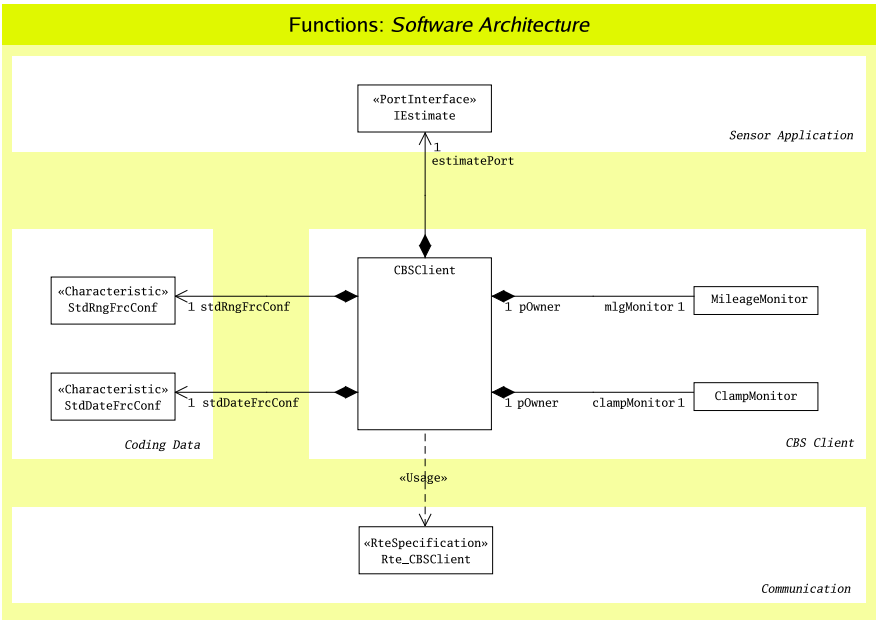 Functions: Software Architecture
«PortInterface»
IEstimate
Sensor Application
1
estimatePort
CBSClient
«Characteristic»
StdRngFrcConf
1 stdRngFrcConf
1 pOwner
mlgMonitor 1
MileageMonitor
«Characteristic»
StdDateFrcConf
1 stdDateFrcConf
1 pOwner
clampMonitor 1
ClampMonitor
Coding Data
CBS Client
«Usage»
«RteSpecification»
Rte_CBSClient
Communication